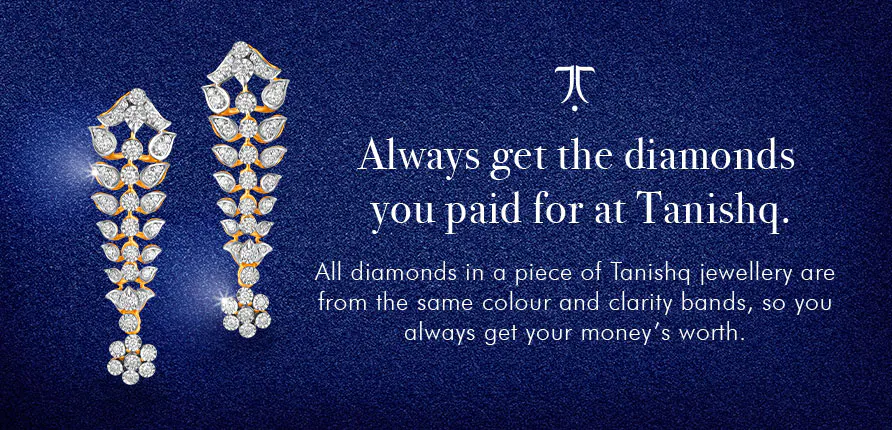 Always get the diamonds
you paid for at Tanishq.
All diamonds in a piece of Tanishq jewellery are
from the same colour and clarity bands, so you
always get your money's worth.